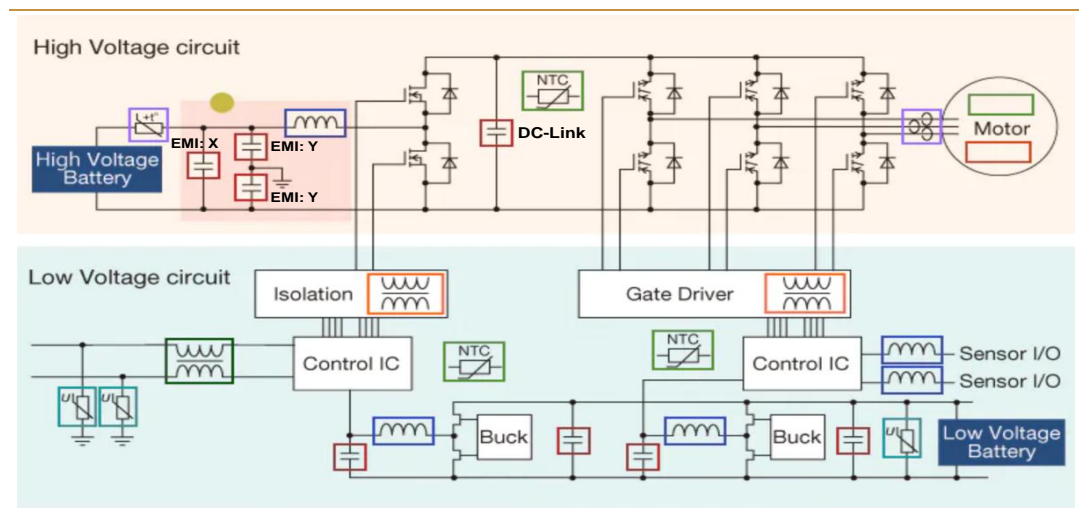 High Voltage circuit
NTC
L+t°
EMI: X
EMI: Y
DC-Link
Motor
High Voltage
Battery
EMI: Y
Low Voltage circuit
Isolation
Gate Driver
NTC
NTC
Control IC
Control IC
Sensor I/O
Sensor I/O
U
U
Buck
Buck
U
Low Voltage
Battery